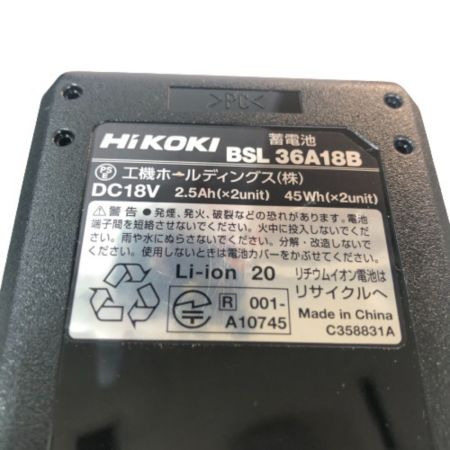 >PC<
HiKOKI 蓄電池
BSL 36A18B
PSE 工機ホールディングス(株)
DC18V 2.5Ah(×2unit) 45Wh(×2unit)
⚠警告 ●発煙、発火、破裂などの恐れがあります。電池
端子間を短絡させないでください。火中に投入しないでくだ
さい。雨や水にぬらさないでください。分解・改造しないで
ください。使用しないときは電池カバーをかぶせてください。
Li-ion 20 リチウムイオン電池は
リサイクルへ
R 001-
A10745
Made in China
C358831A